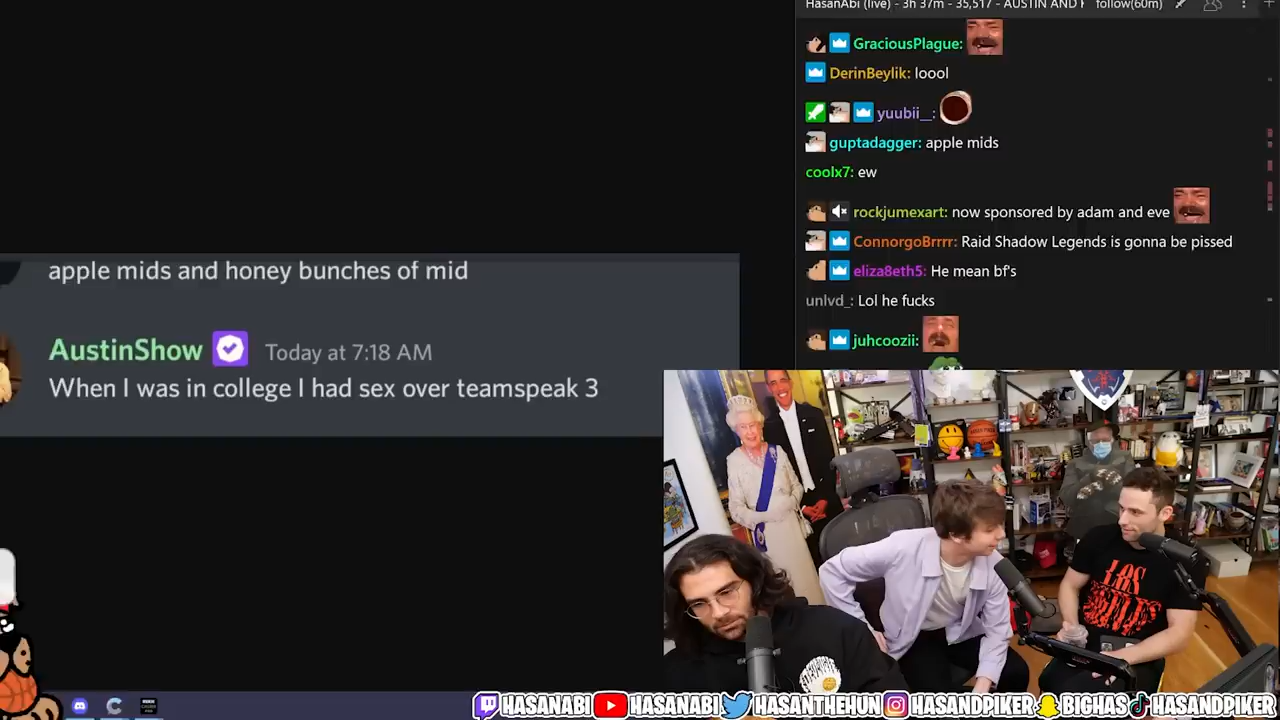 HasanAbi (live) - 3h 37m - 35,517 - AUSTIN AND
follow(60m)
GraciousPlague:
DerinBeylik: loool
yuubii__:
guptadagger: apple mids
coolx7: ew
rockjumexart: now sponsored by adam and eve
ConnorgoBrrrr: Raid Shadow Legends is gonna be pissed
eliza8eth5: He mean bf's
unlvd_: Lol he fucks
juhcoozii:
apple mids and honey bunches of mid
AustinShow Today at 7:18 AM
When I was in college I had sex over teamspeak 3
LOS
HASANABI HASANABI HASANTHEHUN HASANDPIKER BIGHAS HASANDPIKER